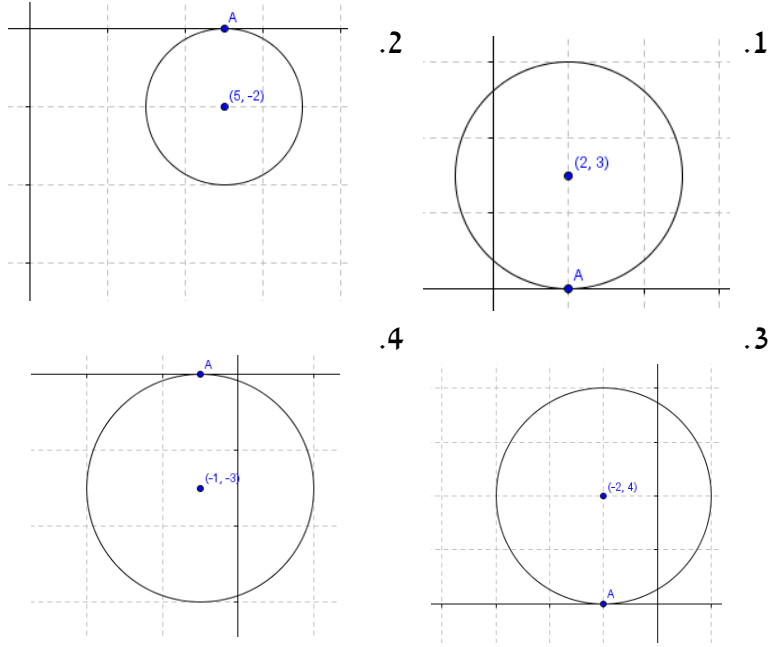 .1
A
(2, 3)
.2
A
(5, -2)
.3
(-2, 4)
A
.4
A
(-1, -3)